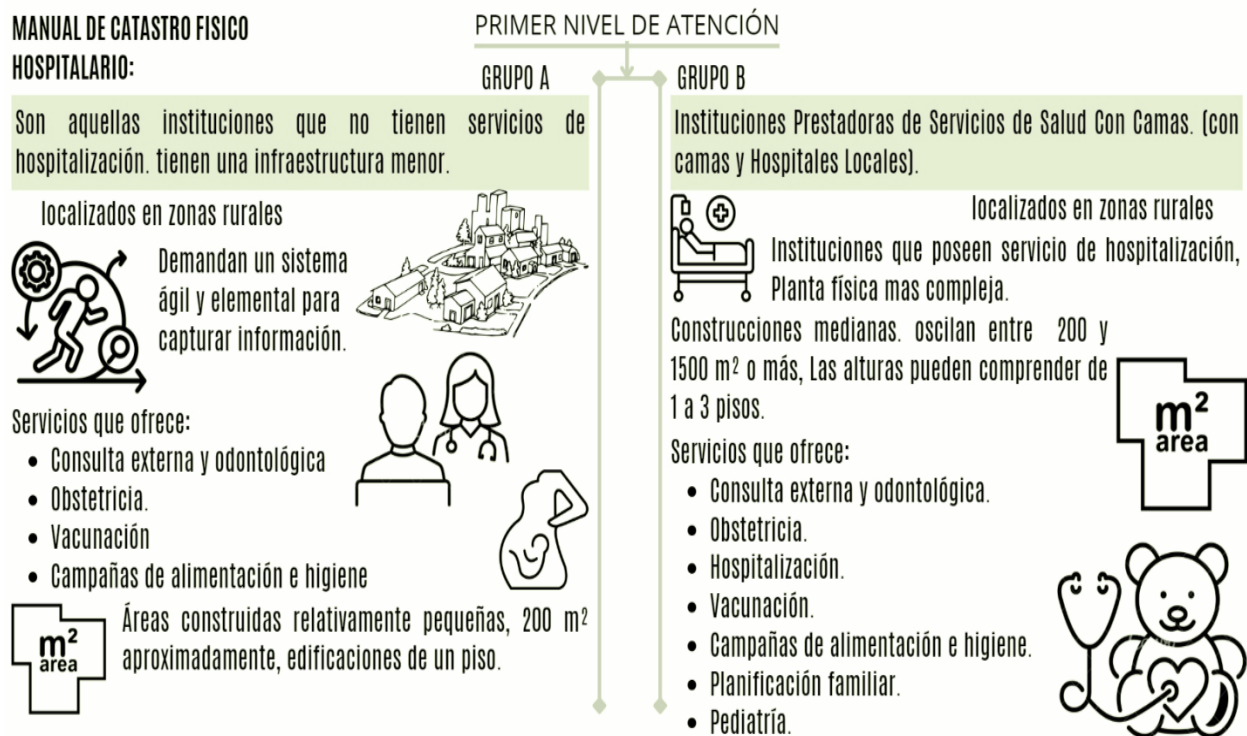 MANUAL DE CATASTRO FISICO
HOSPITALARIO:
PRIMER NIVEL DE ATENCIÓN
GRUPO A
Son aquellas instituciones que no tienen servicios de
hospitalización. tienen una infraestructura menor.
localizados en zonas rurales
Demandan un sistema
ágil y elemental para
capturar información.
Servicios que ofrece:
• Consulta externa y odontológica
• Obstetricia.
• Vacunación
• Campañas de alimentación e higiene
m²
area
Áreas construidas relativamente pequeñas, 200 m²
aproximadamente, edificaciones de un piso.
GRUPO B
Instituciones Prestadoras de Servicios de Salud Con Camas. (con
camas y Hospitales Locales).
localizados en zonas rurales
Instituciones que poseen servicio de hospitalización,
Planta física mas compleja.
Construcciones medianas. oscilan entre 200 y
1500 m² o más, Las alturas pueden comprender de
1 a 3 pisos.
m²
area
Servicios que ofrece:
• Consulta externa y odontológica.
• Obstetricia.
• Hospitalización.
• Vacunación.
• Campañas de alimentación e higiene.
• Planificación familiar.
• Pediatría.